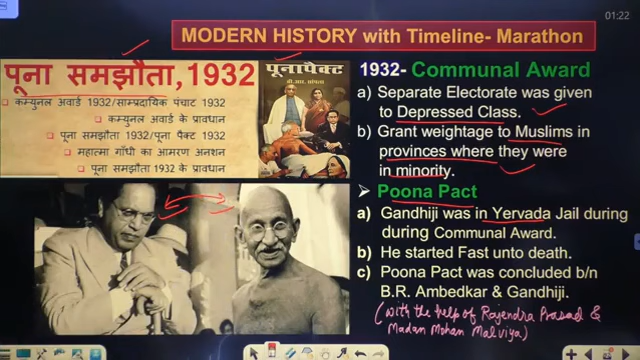 01:22
MODERN HISTORY with Timeline- Marathon
पूना समझौता, 1932
कम्युनल अवार्ड 1932/साम्प्रदायिक पंचाट 1932
कम्युनल अवार्ड के प्रावधान
पूना समझौता 1932/पूना पैक्ट 1932
महात्मा गाँधी का आमरण अनशन
पूना समझौता 1932 के प्रावधान
पूनापैक्ट
1932- Communal Award
a) Separate Electorate was given
to Depressed Class.
b) Grant weightage to Muslims in
provinces where they were
in minority.
➢ Poona Pact
a) Gandhiji was in Yervada Jail during
during Communal Award.
b) He started Fast unto death.
c) Poona Pact was concluded b/n
B.R. Ambedkar & Gandhiji.
(with the help of Rajendra Prasad &
Madan Mohan Malviya)